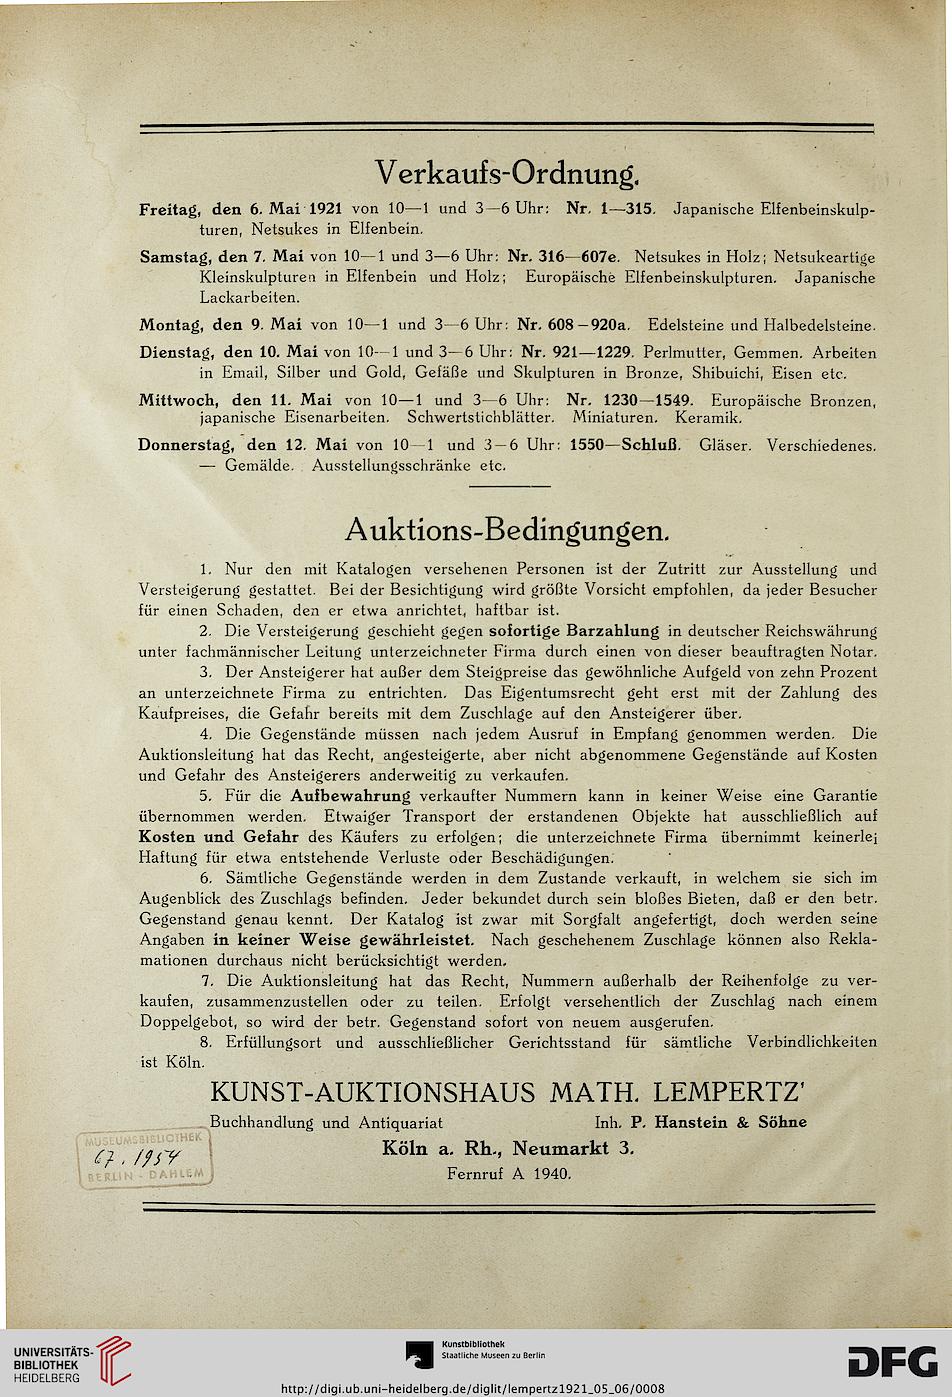 Verkaufs-Ordnung.
Freitag, den 6. Mai 1921 von 10—1 und 3—6 Uhr: Nr. 1—315. Japanische Elfenbeinskulp-
turen, Netsukes in Elfenbein.
Samstag, den 7. Mai von 10—1 und 3—6 Uhr: Nr. 316—607e. Netsukes in Holz; Netsukeartige
Kleinskulpturen in Elfenbein und Holz; Europäische Elfenbeinskulpturen. Japanische
Lackarbeiten.
Montag, den 9. Mai von 10—1 und 3—6 Uhr: Nr. 608—920a. Edelsteine und Halbedelsteine.
Dienstag, den 10. Mai von 10—1 und 3—6 Uhr: Nr. 921—1229. Perlmutter, Gemmen. Arbeiten
in Email, Silber und Gold, Gefäße und Skulpturen in Bronze, Shibuichi, Eisen etc.
Mittwoch, den 11. Mai von 10—1 und 3—6 Uhr: Nr. 1230—1549. Europäische Bronzen,
japanische Eisenarbeiten. Schwertstichblätter. Miniaturen. Keramik.
Donnerstag, den 12. Mai von 10—1 und 3—6 Uhr: 1550—Schluß. Gläser. Verschiedenes.
— Gemälde. Ausstellungsschränke etc.
Auktions-Bedingungen.
1. Nur den mit Katalogen versehenen Personen ist der Zutritt zur Ausstellung und
Versteigerung gestattet. Bei der Besichtigung wird größte Vorsicht empfohlen, da jeder Besucher
für einen Schaden, den er etwa anrichtet, haftbar ist.
2. Die Versteigerung geschieht gegen sofortige Barzahlung in deutscher Reichswährung
unter fachmännischer Leitung unterzeichneter Firma durch einen von dieser beauftragten Notar.
3. Der Ansteigerer hat außer dem Steigpreise das gewöhnliche Aufgeld von zehn Prozent
an unterzeichnete Firma zu entrichten. Das Eigentumsrecht geht erst mit der Zahlung des
Kaufpreises, die Gefahr bereits mit dem Zuschlage auf den Ansteigerer über.
4. Die Gegenstände müssen nach jedem Ausruf in Empfang genommen werden. Die
Auktionsleitung hat das Recht, angesteigerte, aber nicht abgenommene Gegenstände auf Kosten
und Gefahr des Ansteigerers anderweitig zu verkaufen.
5. Für die Aufbewahrung verkaufter Nummern kann in keiner Weise eine Garantie
übernommen werden. Etwaiger Transport der erstandenen Objekte hat ausschließlich auf
Kosten und Gefahr des Käufers zu erfolgen; die unterzeichnete Firma übernimmt keinerlej
Haftung für etwa entstehende Verluste oder Beschädigungen.
6. Sämtliche Gegenstände werden in dem Zustande verkauft, in welchem sie sich im
Augenblick des Zuschlags befinden. Jeder bekundet durch sein bloßes Bieten, daß er den betr.
Gegenstand genau kennt. Der Katalog ist zwar mit Sorgfalt angefertigt, doch werden seine
Angaben in keiner Weise gewährleistet. Nach geschehenem Zuschlage können also Rekla-
mationen durchaus nicht berücksichtigt werden.
7. Die Auktionsleitung hat das Recht, Nummern außerhalb der Reihenfolge zu ver-
kaufen, zusammenzustellen oder zu teilen. Erfolgt versehentlich der Zuschlag nach einem
Doppelgebot, so wird der betr. Gegenstand sofort von neuem ausgerufen.
8. Erfüllungsort und ausschließlicher Gerichtsstand für sämtliche Verbindlichkeiten
ist Köln.
KUNST-AUKTIONSHAUS MATH. LEMPERTZ'
Buchhandlung und Antiquariat Inh. P. Hanstein & Söhne
Köln a. Rh., Neumarkt 3.
Fernruf A 1940.
MUSEUMSBIBLIOTHEK
67.1954
BERLIN - DAHLEM
UNIVERSITÄTS-
BIBLIOTHEK
HEIDELBERG
Kunstbibliothek
Staatliche Museen zu Berlin
DFG
http://digi.ub.uni-heidelberg.de/diglit/lempertz1921_05_06/0008